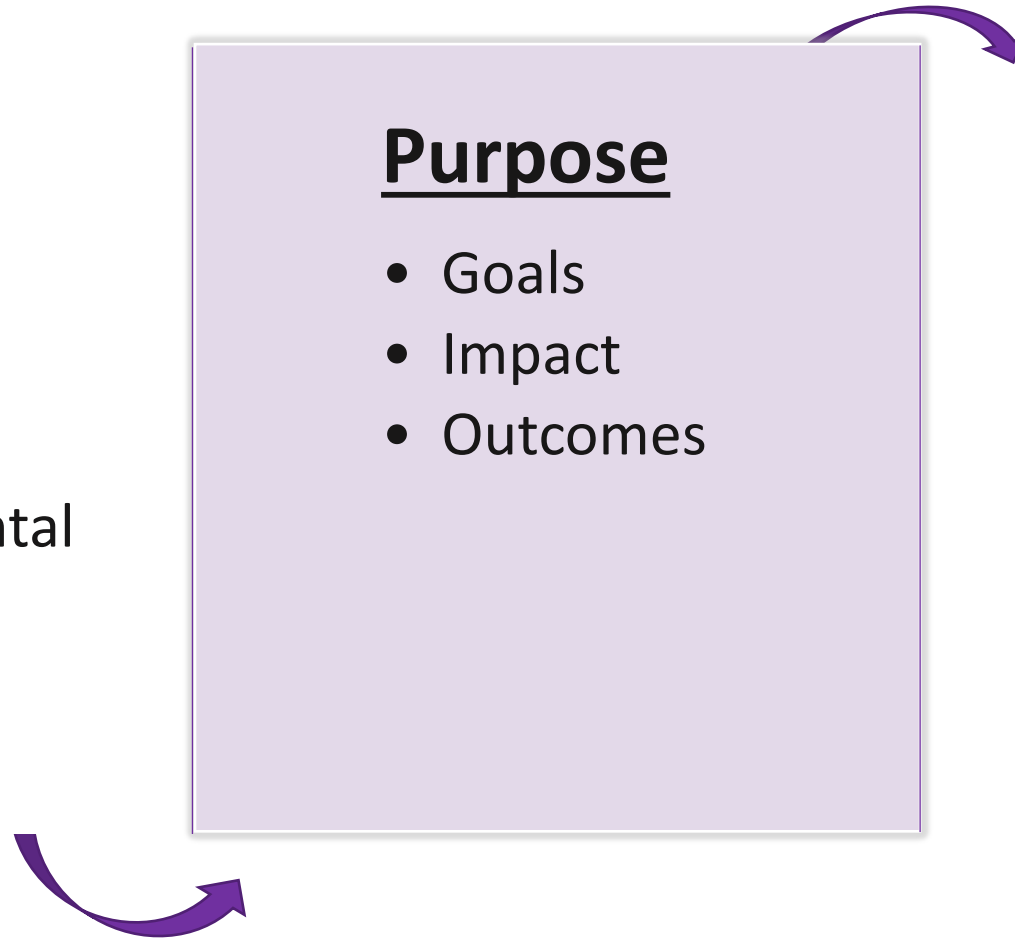 Purpose
• Goals
• Impact
• Outcomes